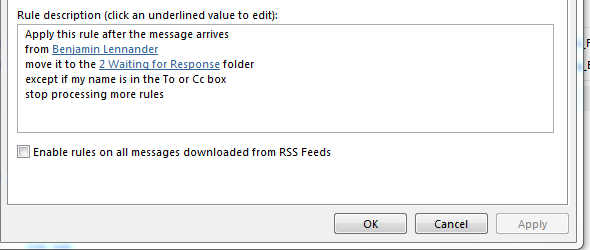 Rule description (click an underlined value to edit):
Apply this rule after the message arrives
from Benjamin Lennander
move it to the 2 Waiting for Response folder
except if my name is in the To or Cc box
stop processing more rules
Enable rules on all messages downloaded from RSS Feeds
OK Cancel Apply